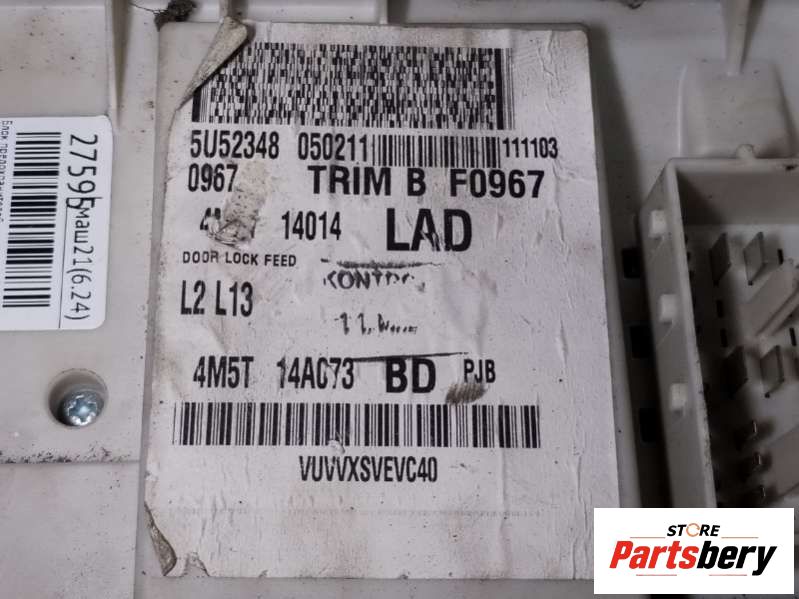 5U52348 050211 111103
0967 TRIM B F0967
14014 LAD
DOOR LOCK FEED
L2 L13
4M5T 14A073 BD PJB
VUVVXSVEVC40
27595
маш21(6.24)
STORE
Partsbery